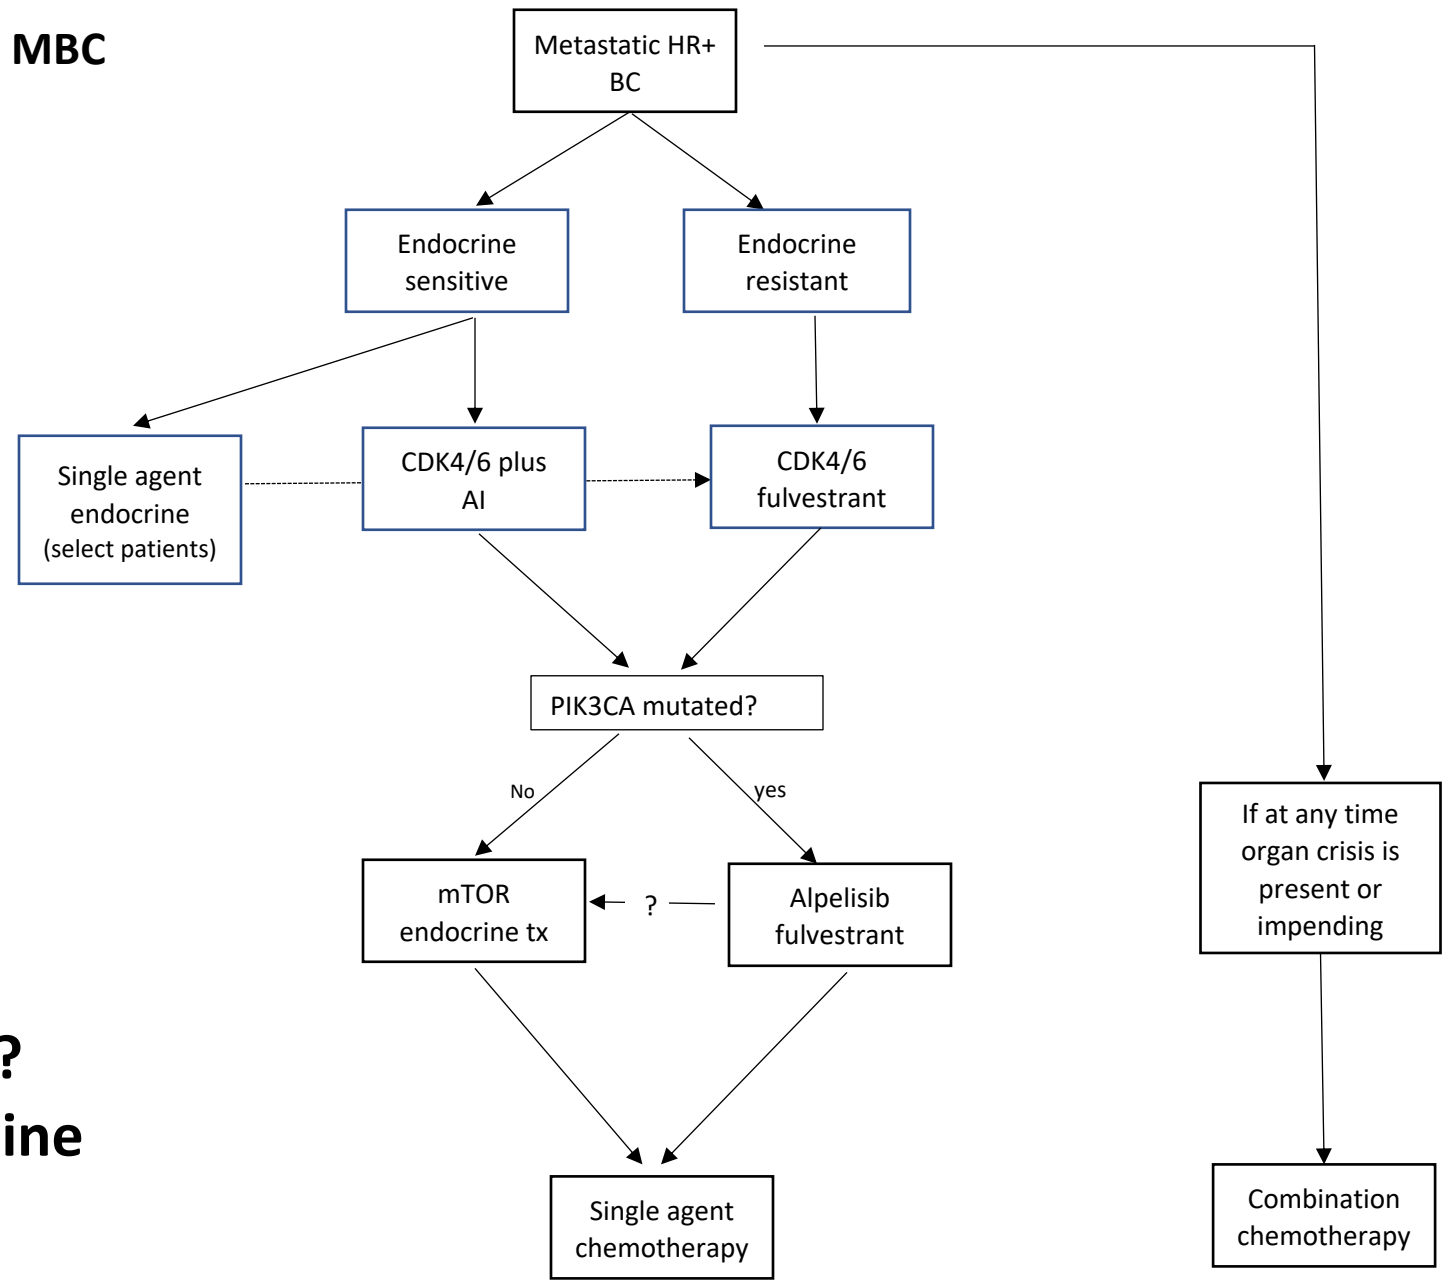 MBC
Metastatic HR+
BC
Endocrine
sensitive
Endocrine
resistant
Single agent
endocrine
(select patients)
CDK4/6 plus
AI
CDK4/6
fulvestrant
PIK3CA mutated?
No
yes
mTOR
endocrine tx
?
Alpelisib
fulvestrant
If at any time
organ crisis is
present or
impending
?
ine
Single agent
chemotherapy
Combination
chemotherapy